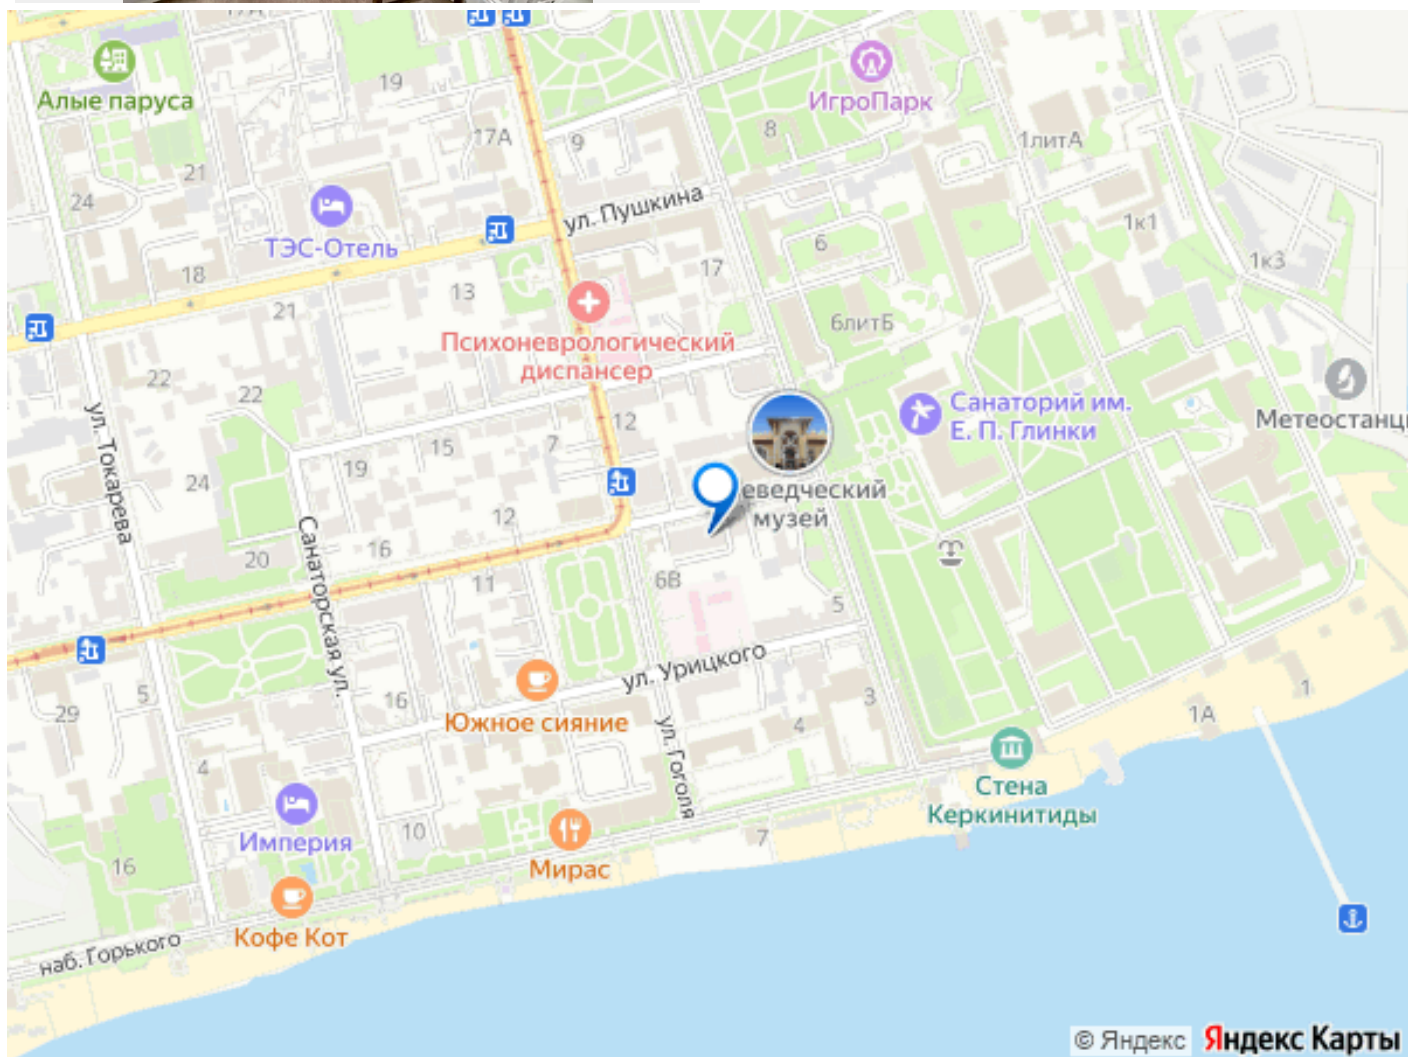 17А
Алые паруса
19
ИгроПарк
17А
9
8
1литА
21
24
ул. Пушкина
ТЭС-Отель
6
1к1
18
17
1к3
13
21
6литБ
Психоневрологический
диспансер
22
22
Санаторий им.
Е. П. Глинки
Метеостанц
ул. Токарева
12
15
7
19
24
еведческий
музей
12
16
20
Санаторская ул.
11
6В
5
ул. Урицкого
5
16
29
Южное сияние
3
4
1А
1
ул. Гоголя
4
Стена
Керкинитиды
Империя
10
7
16
Мирас
Кофе Кот
наб. Горького
© Яндекс Яндекс Карты